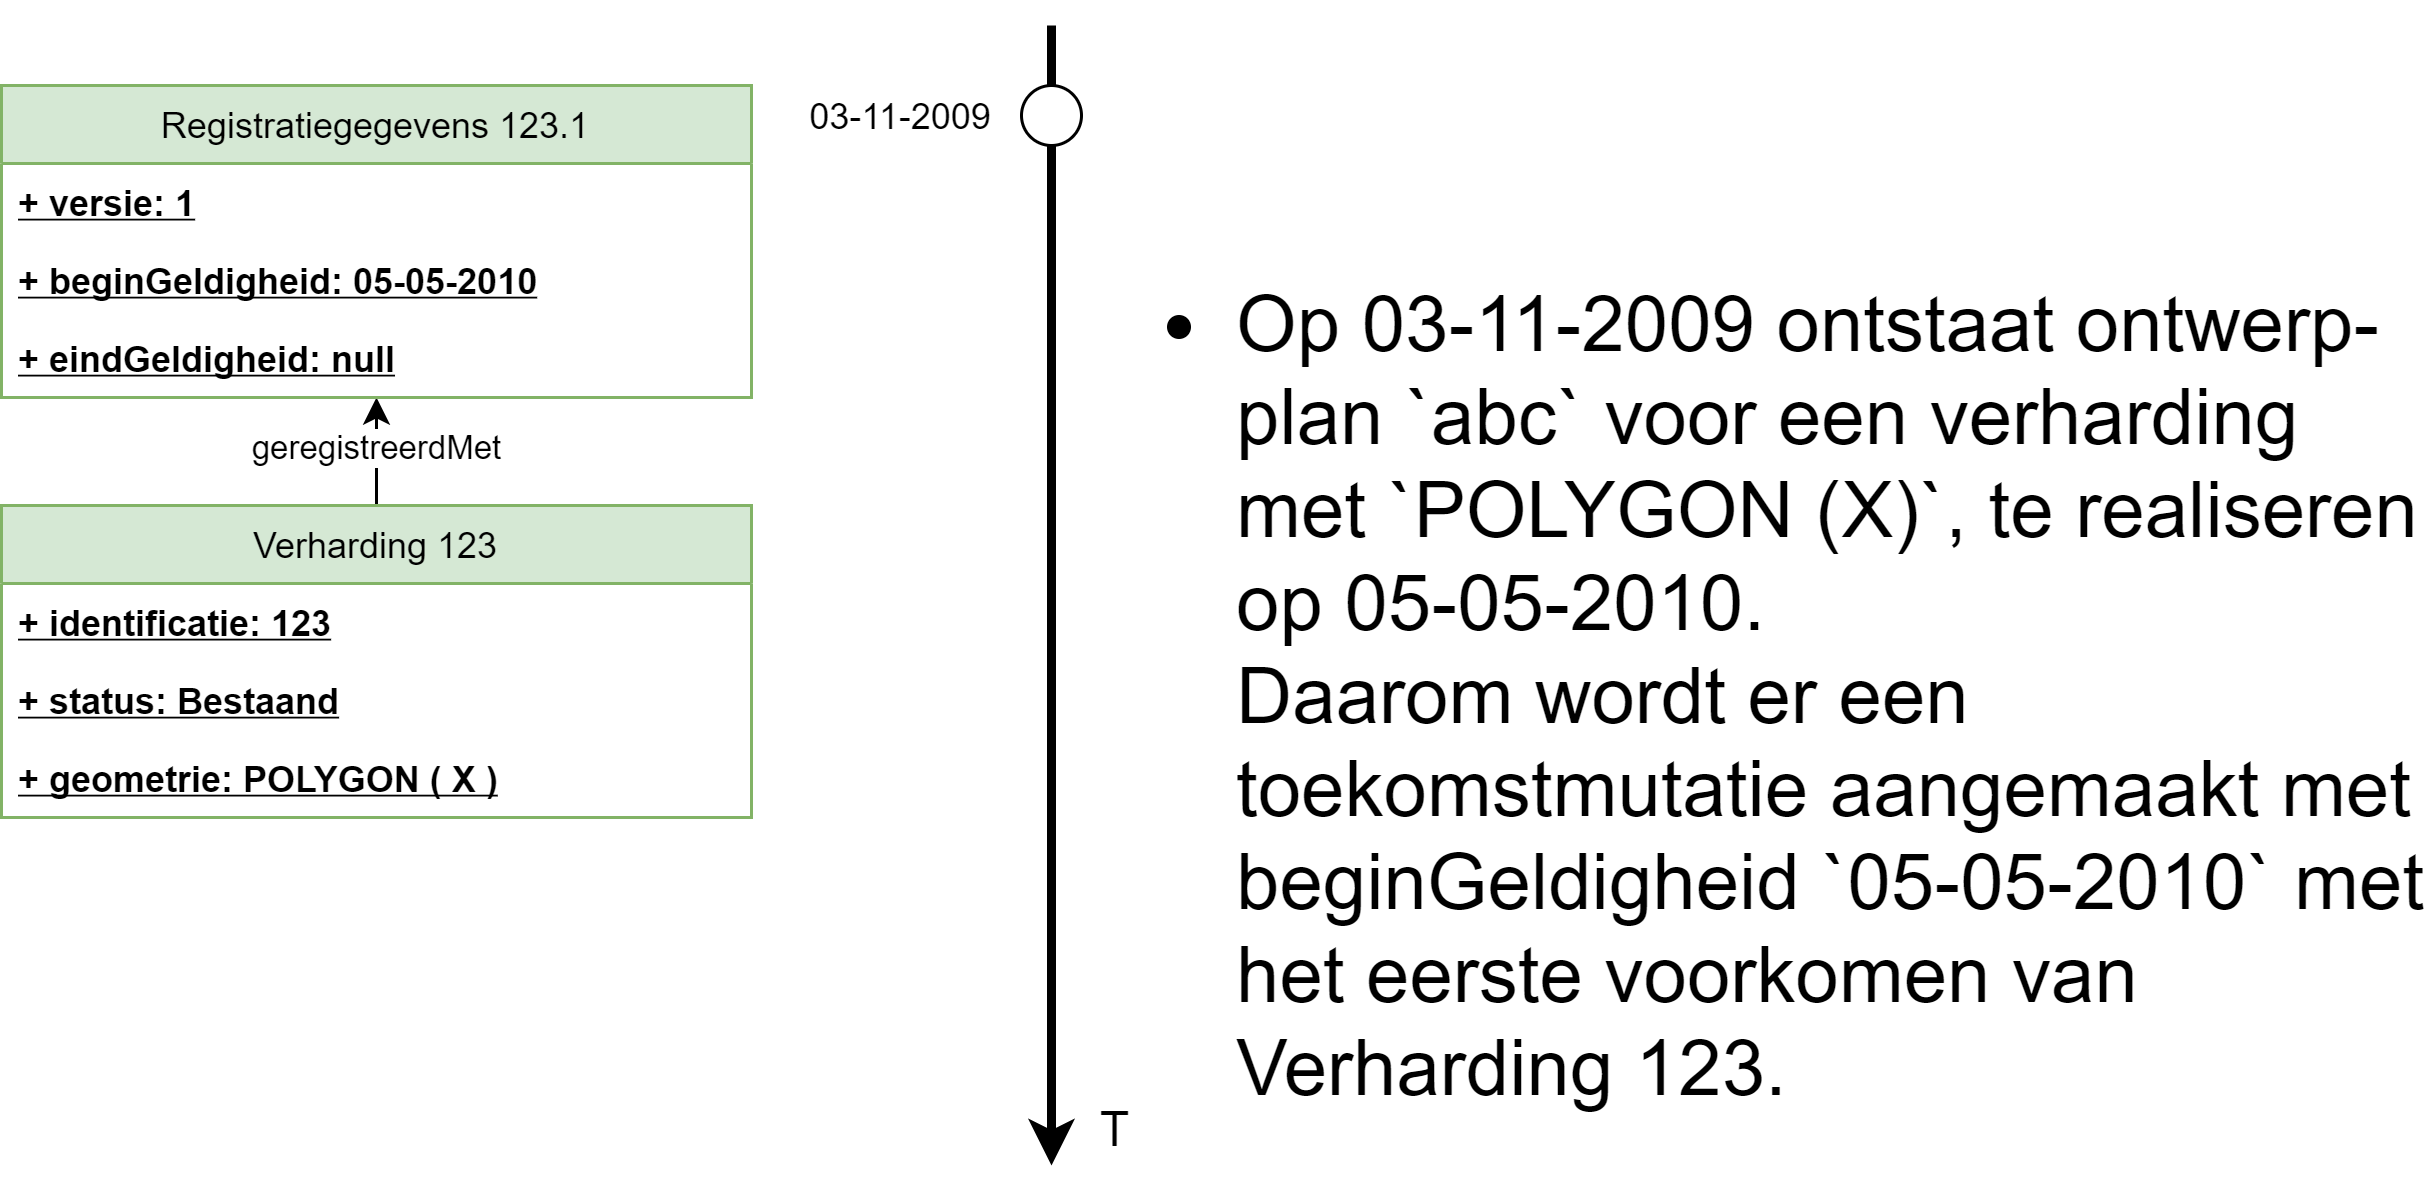 Registratiegegevens 123.1
+ versie: 1
+ beginGeldigheid: 05-05-2010
+ eindGeldigheid: null
geregistreerdMet
Verharding 123
+ identificatie: 123
+ status: Bestaand
+ geometrie: POLYGON ( X )
03-11-2009
T
• Op 03-11-2009 ontstaat ontwerp-
plan `abc` voor een verharding
met `POLYGON (X)`, te realiseren
op 05-05-2010.
Daarom wordt er een
toekomstmutatie aangemaakt met
beginGeldigheid `05-05-2010` met
het eerste voorkomen van
Verharding 123.